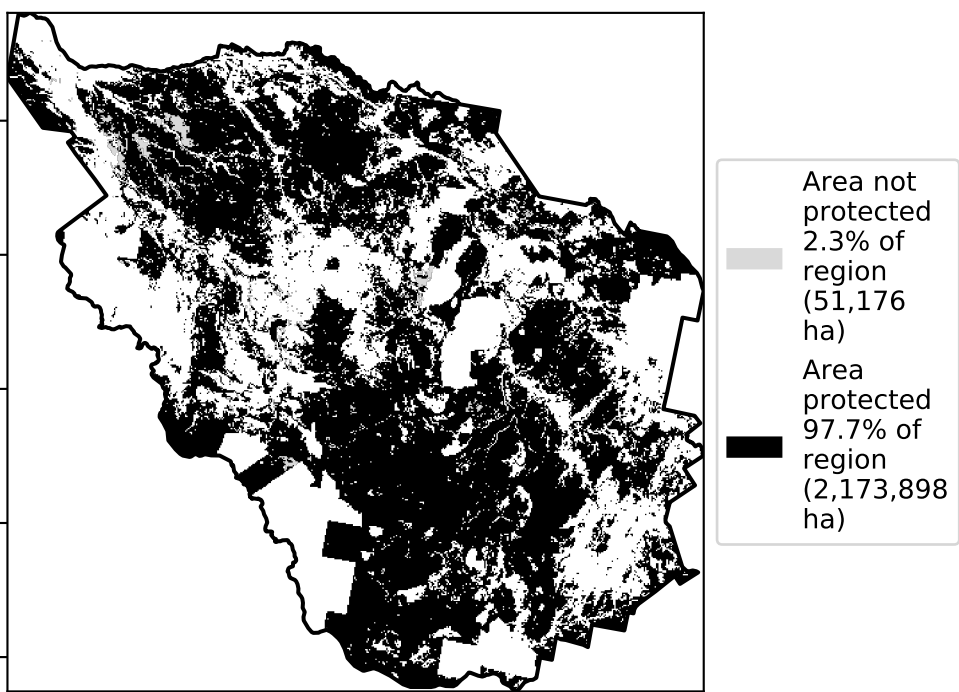 Area not
protected
2.3% of
region
(51,176
ha)
Area
protected
97.7% of
region
(2,173,898
ha)